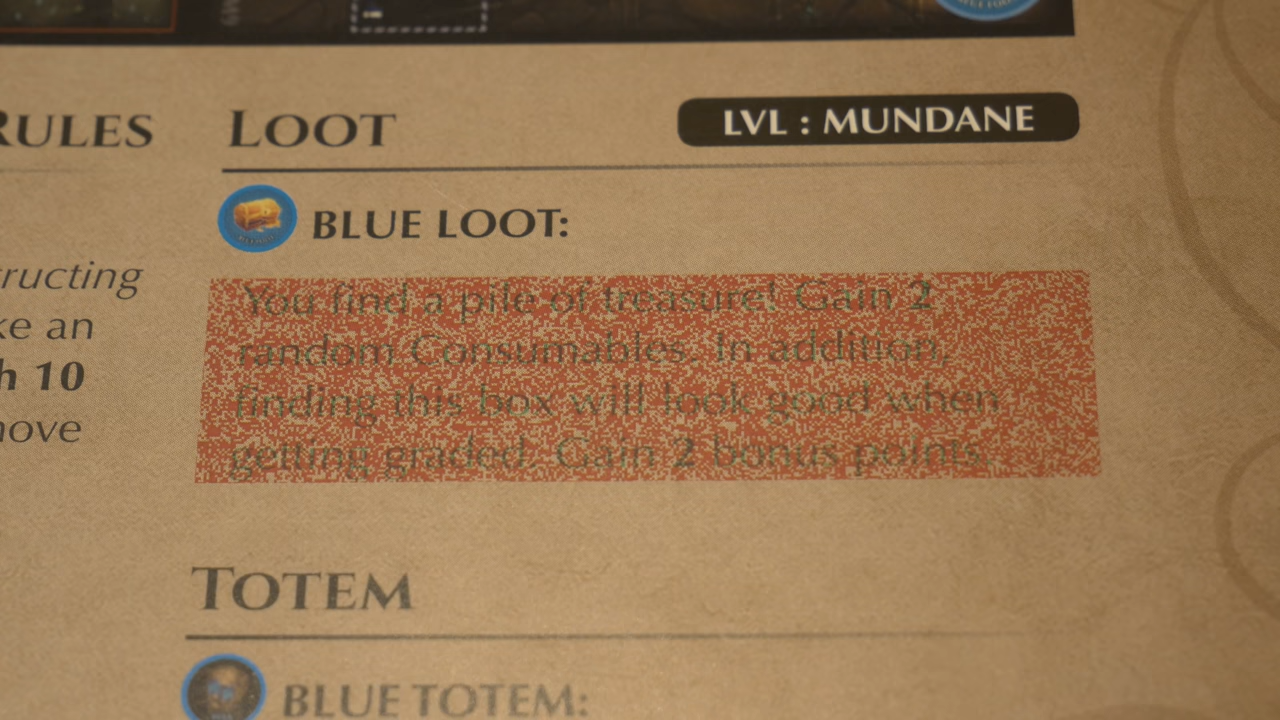 RULES
LOOT
LVL : MUNDANE
BLUE LOOT:
You find a pile of treasure! Gain 2
random Consumables. In addition,
finding this box will look good when
getting graded. Gain 2 bonus points.
ructing
ke an
h 10
ove
TOTEM
BLUE TOTEM: